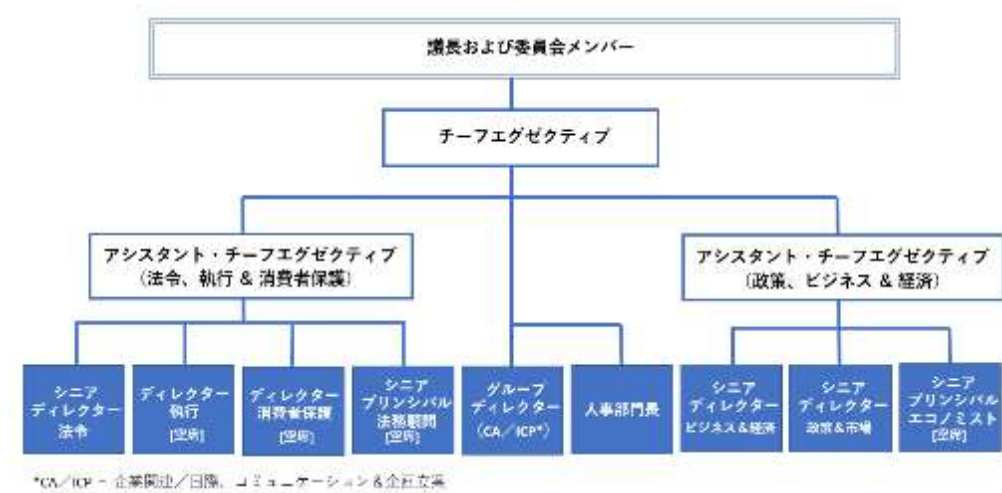 議長および委員会メンバー
チーフエグゼクティブ
アシスタント・チーフエグゼクティブ
（法令、執行 & 消費者保護）
アシスタント・チーフエグゼクティブ
（政策、ビジネス & 経済）
シニア
ディレクター
法令
ディレクター
執行
[空席]
ディレクター
消費者保護
[空席]
シニア
プリンシパル
法務顧問
[空席]
グループ
ディレクター
（CA／ICP*）
人事部門長
シニア
ディレクター
ビジネス&経済
シニア
ディレクター
政策&市場
シニア
プリンシパル
エコノミスト
[空席]
*CA／ICP – 企業関連／国際、コミュニケーション&企画立案